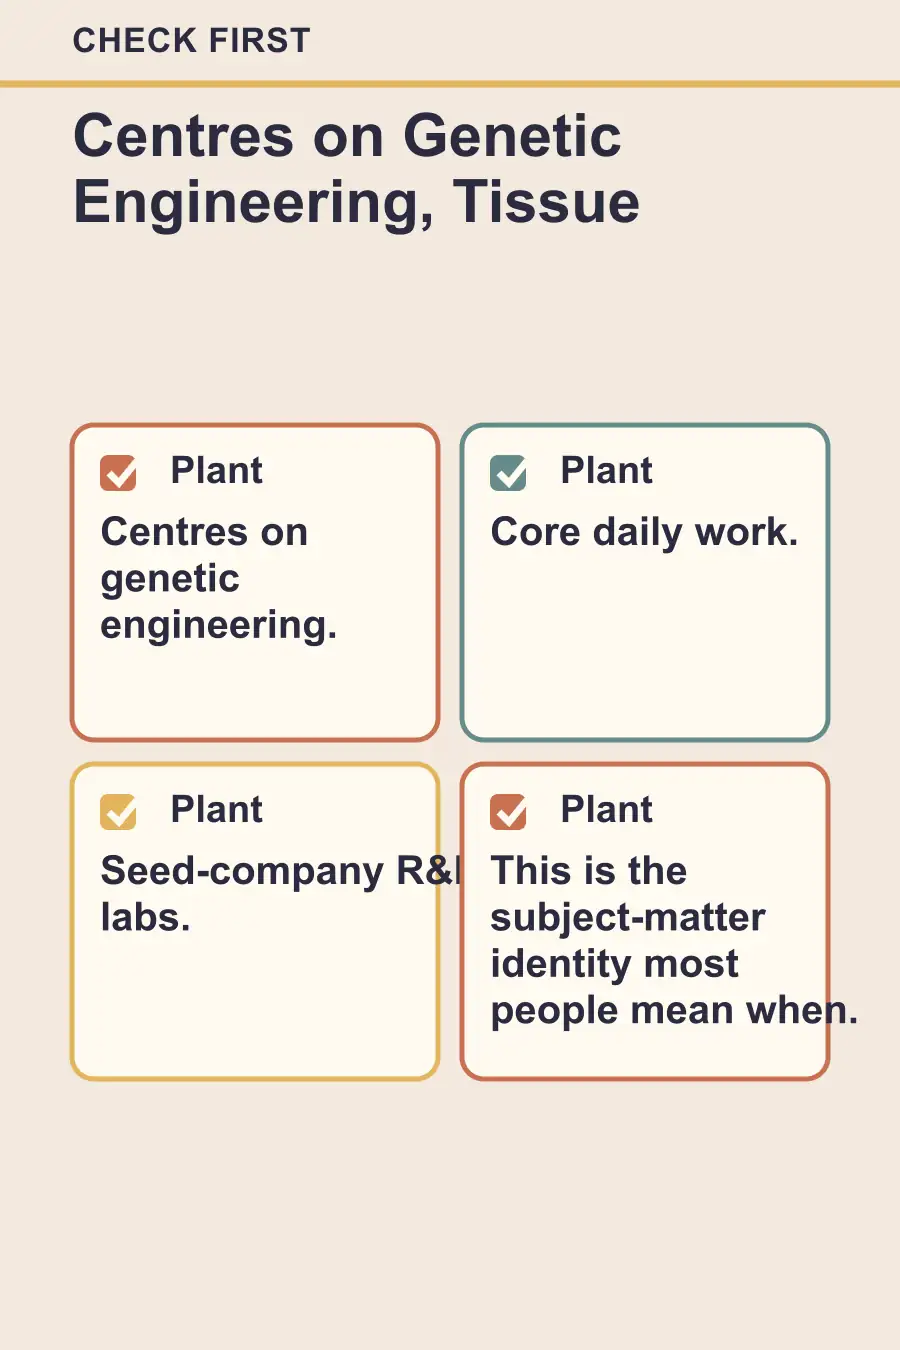 CHECK FIRST
Centres on Genetic
Engineering, Tissue
Plant
Centres on
genetic
engineering.
Plant
Core daily work.
Plant
Seed-company
labs.
Plant
This is the
subject-matter
identity most
people mean when.